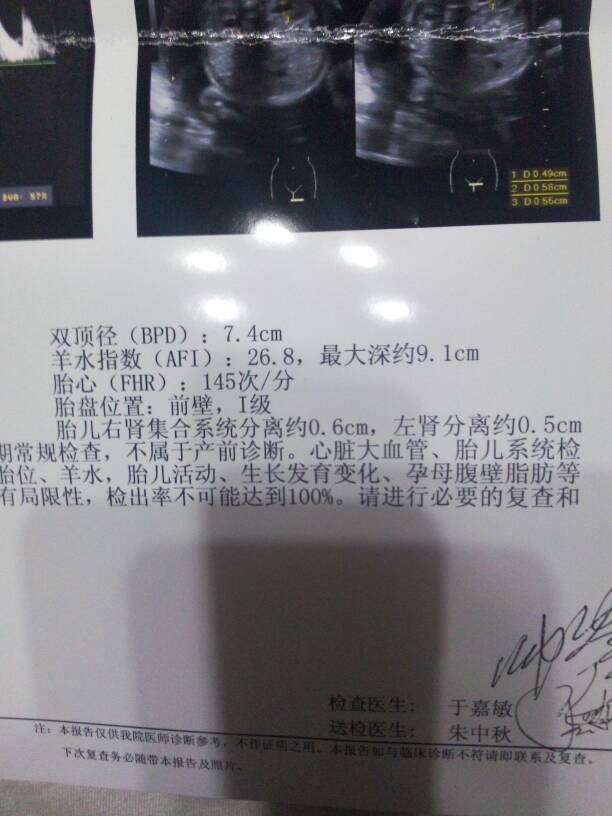 1 D 0.49cm
2 D 0.58cm
3 D 0.55cm
双顶径（BPD）：7.4cm
羊水指数（AFI）：26.8，最大深约9.1cm
胎心（FHR）：145次/分
胎盘位置：前壁，I级
胎儿右肾集合系统分离约0.6cm，左肾分离约0.5cm
期常规检查，不属于产前诊断。心脏大血管、胎儿系统检
胎位、羊水，胎儿活动、生长发育变化、孕母腹壁脂肪等
有局限性，检出率不可能达到100%。请进行必要的复查和
检查医生： 于嘉敏
送检医生： 朱中秋
注：本报告仅供我院医师诊断参考，不作证明之用。本报告如与临床诊断不符请即联系及复查。
下次复查务必随带本报告及照片。